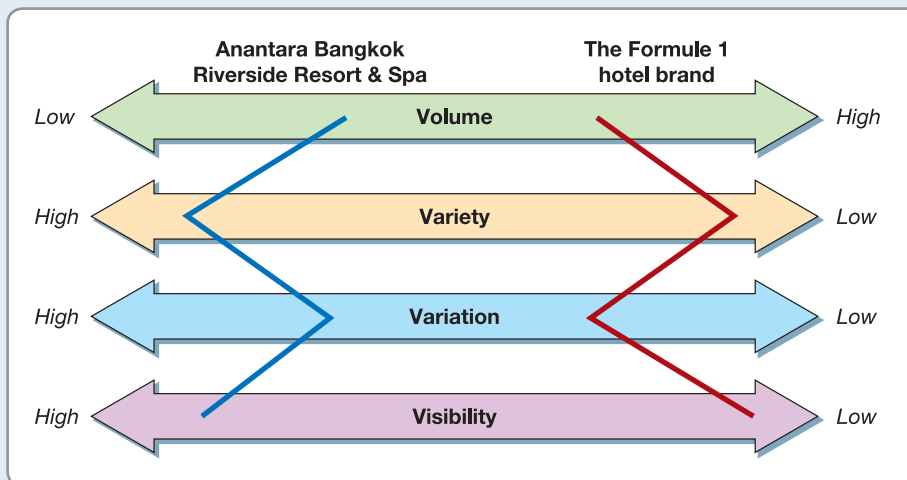 Anantara Bangkok
Riverside Resort & Spa
The Formule 1
hotel brand
Low
Volume
High
High
Variety
Low
High
Variation
Low
High
Visibility
Low